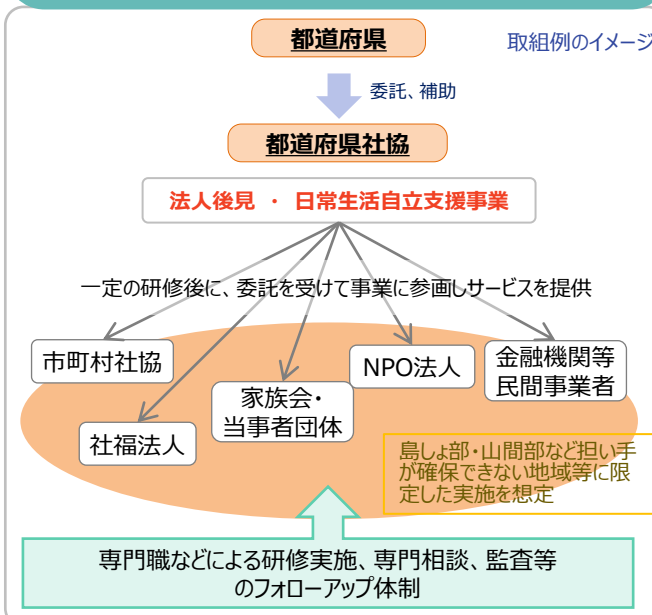 都道府県
取組例のイメージ
委託、補助
都道府県社協
法人後見 ・ 日常生活自立支援事業
一定の研修後に、委託を受けて事業に参画しサービスを提供
市町村社協
社福法人
家族会・
当事者団体
NPO法人
金融機関等
民間事業者
島しょ部・山間部など担い手
が確保できない地域等に限
定した実施を想定
専門職などによる研修実施、専門相談、監査等
のフォローアップ体制